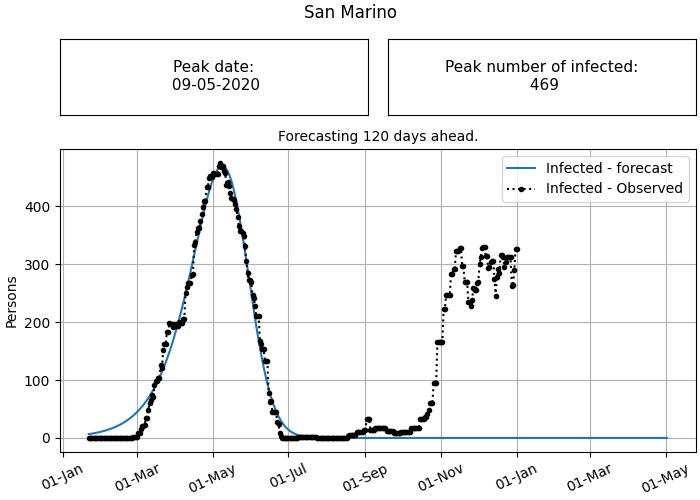 San Marino
Peak date:
09-05-2020
Peak number of infected:
469
Forecasting 120 days ahead.
Infected - forecast
Infected - Observed
Persons
400
300
200
100
0
01-Jan
01-Mar
01-May
01-Jul
01-Sep
01-Nov
01-Jan
01-Mar
01-May